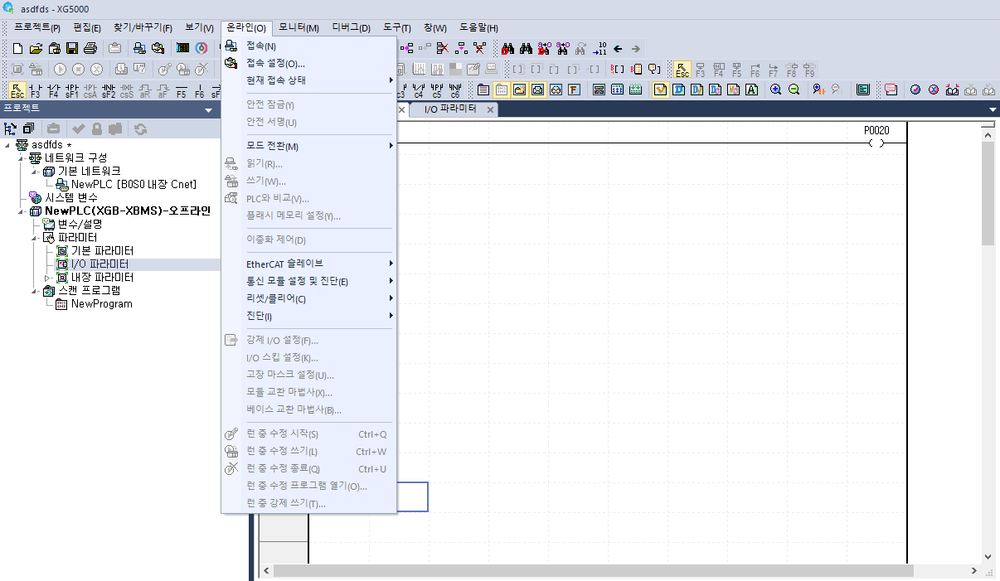 asdfds - XG5000
프로젝트(P) 편집(E) 찾기/바꾸기(F) 보기(V) 온라인(O) 모니터(M) 디버그(D) 도구(T) 창(W) 도움말(H)
Esc F3 F4 F5 F6 F7 F8 F9
Esc F3 F4 sF1 csA sF2 csS aR aF F5 F6 c3 c4 c5 c6
프로젝트
I/O 파라미터
asdfds *
네트워크 구성
기본 네트워크
NewPLC [B0S0 내장 Cnet]
시스템 변수
NewPLC(XGB-XBMS)-오프라인
변수/설명
파라미터
기본 파라미터
I/O 파라미터
내장 파라미터
스캔 프로그램
NewProgram
접속(N)
접속 설정(O)...
현재 접속 상태
안전 잠금(Y)
안전 서명(U)
모드 전환(M)
읽기(R)...
쓰기(W)...
PLC와 비교(V)...
플래시 메모리 설정(Y)...
이중화 제어(D)
EtherCAT 슬레이브
통신 모듈 설정 및 진단(E)
리셋/클리어(C)
진단(I)
강제 I/O 설정(F)...
I/O 스킵 설정(K)...
고장 마스크 설정(U)...
모듈 교환 마법사(X)...
베이스 교환 마법사(B)...
런 중 수정 시작(S) Ctrl+Q
런 중 수정 쓰기(L) Ctrl+W
런 중 수정 종료(Q) Ctrl+U
런 중 수정 프로그램 열기(O)...
런 중 강제 쓰기(T)...
P0020